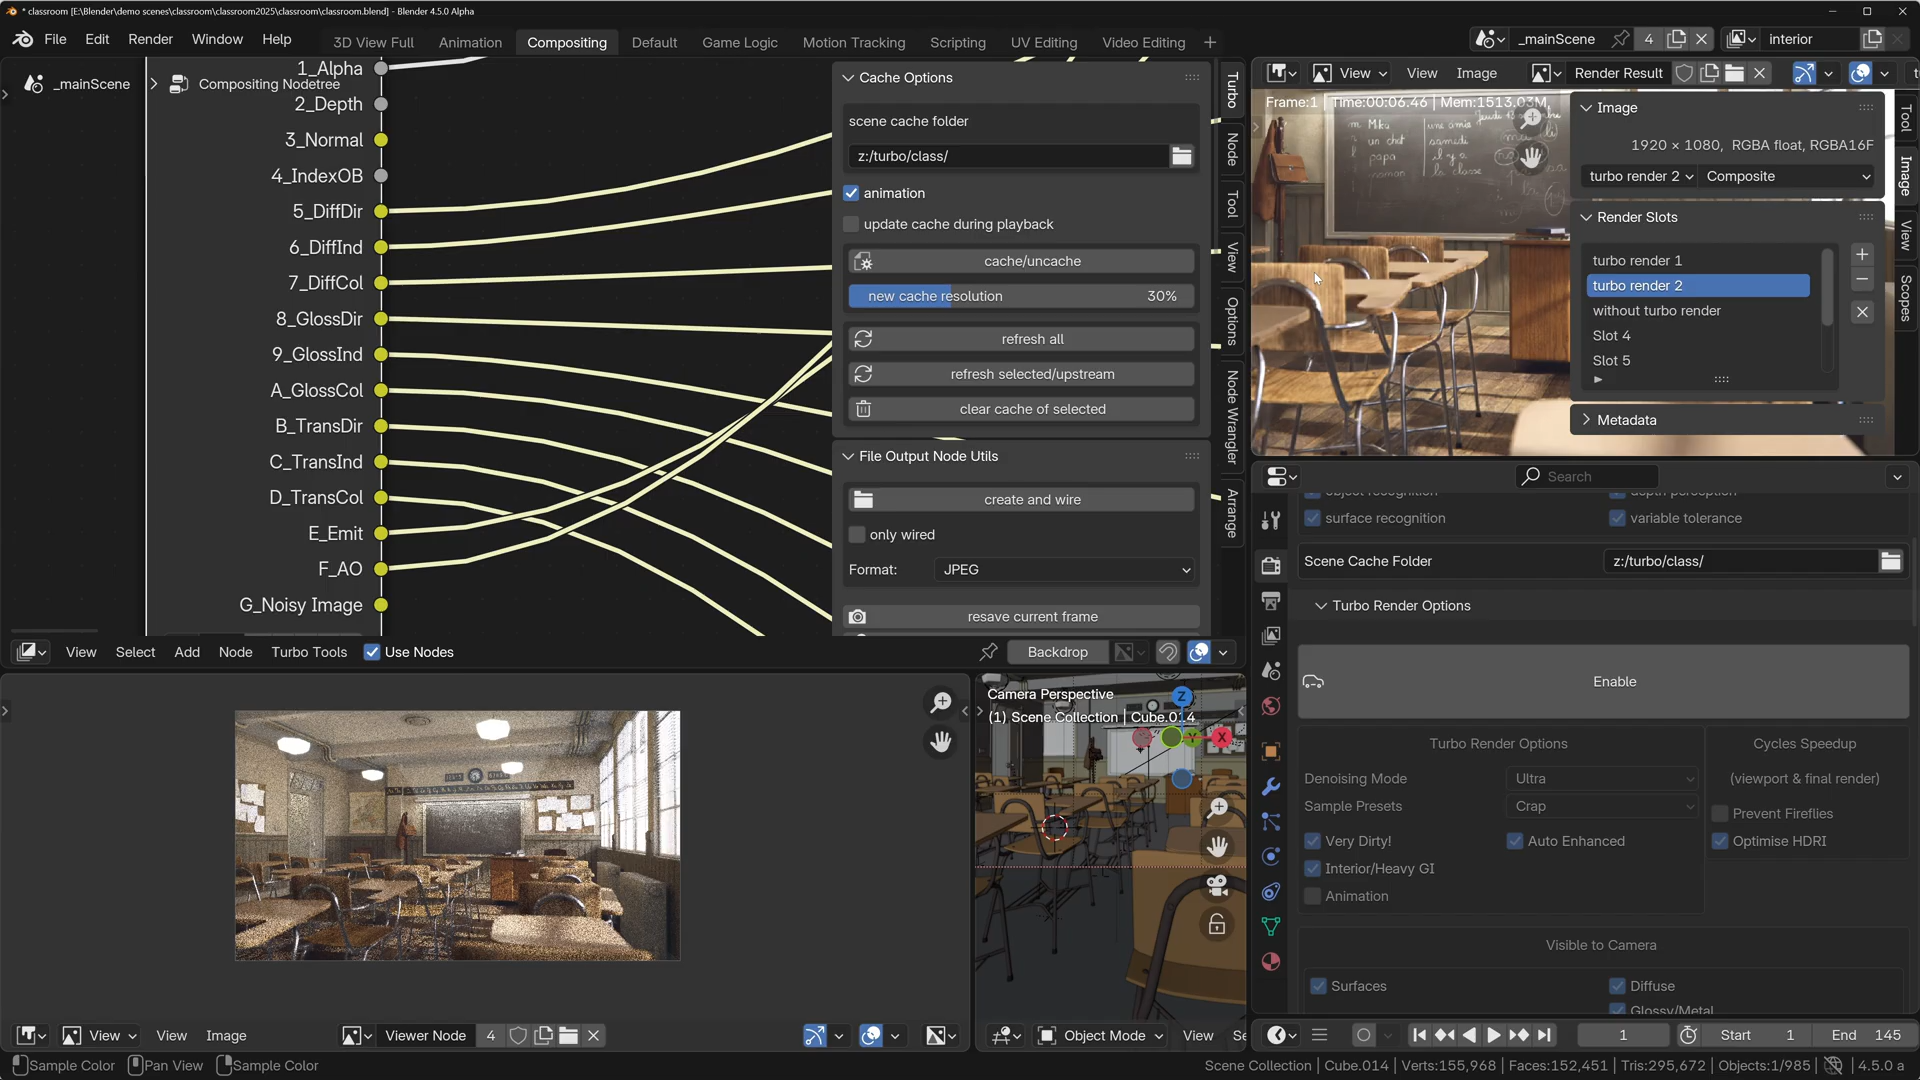 * classroom [E:\Blender\demo scenes\classroom\classroom2025\classroom\classroom.blend] - Blender 4.5.0 Alpha
File Edit Render Window Help
3D View Full Animation Compositing Default Game Logic Motion Tracking Scripting UV Editing Video Editing +
_mainScene 4 interior
_mainScene > Compositing Nodetree
1_Alpha
2_Depth
3_Normal
4_IndexOB
5_DiffDir
6_DiffInd
7_DiffCol
8_GlossDir
9_GlossInd
A_GlossCol
B_TransDir
C_TransInd
D_TransCol
E_Emit
F_AO
G_Noisy Image
Cache Options
scene cache folder
z:/turbo/class/
animation
update cache during playback
cache/uncache
new cache resolution 30%
refresh all
refresh selected/upstream
clear cache of selected
File Output Node Utils
create and wire
only wired
Format: JPEG
resave current frame
Turbo
Node
Tool
View
Options
Node Wrangler
Arrange
View Select Add Node Turbo Tools Use Nodes
Backdrop
View View Image Render Result
Frame:1 | Time:00:06.46 | Mem:1513.03M,
Image
1920 × 1080, RGBA float, RGBA16F
turbo render 2 Composite
Render Slots
turbo render 1
turbo render 2
without turbo render
Slot 4
Slot 5
Metadata
Tool
Image
View
Scopes
Search
surface recognition variable tolerance
Scene Cache Folder z:/turbo/class/
Turbo Render Options
Enable
Turbo Render Options
Cycles Speedup
Denoising Mode Ultra
(viewport & final render)
Sample Presets Crap
Prevent Fireflies
Very Dirty! Auto Enhanced
Optimise HDRI
Interior/Heavy GI
Animation
Visible to Camera
Surfaces Diffuse
Glossy/Metal
Camera Perspective
(1) Scene Collection | Cube.014
Z
X
View View Image Viewer Node 4
Object Mode View Se
1 Start 1 End 145
Sample Color Pan View Sample Color
Scene Collection | Cube.014 | Verts:155,968 | Faces:152,451 | Tris:295,672 | Objects:1/985 | 4.5.0 a